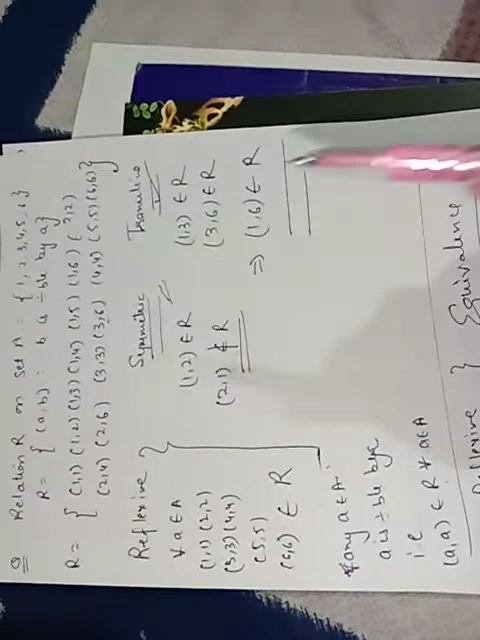 Q Relation R on set A = { 1, 2, 3, 4, 5, 6 }
R = { (a,b) : b is ÷ble by a}
R = { (1,1) (1,2) (1,3) (1,4) (1,5) (1,6) (2,2)
(2,4) (2,6) (3,3) (3,6) (4,4) (5,5) (6,6) }
Reflexive }
∀ a ∈ A
(1,1) (2,2)
(3,3) (4,4)
(5,5)
(6,6) ∈ R
∀ any a ∈ A
a is ÷ble by a
i.e
(a,a) ∈ R ∀ a ∈ A
Symmetric
(1,2) ∈ R
(2,1) ∉ R
Transitive
(1,3) ∈ R
(3,6) ∈ R
⇒ (1,6) ∈ R
Reflexive } Equivalence